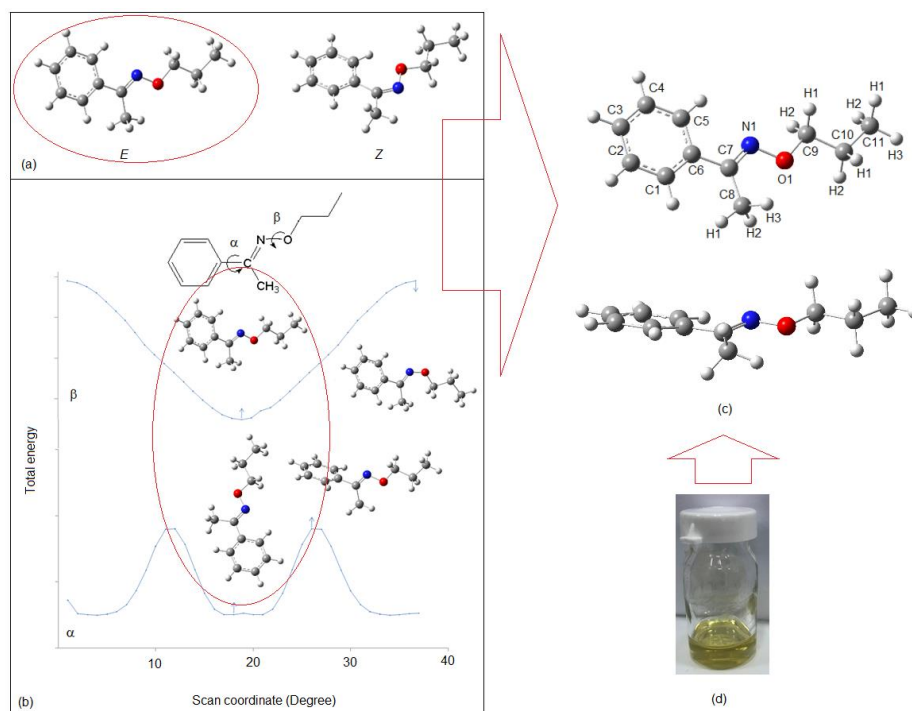 (a)
E
Z
β
α
N
O
C
CH₃
Total energy
β
α
10
20
30
40
Scan coordinate (Degree)
(b)
C4
C3
C5
C2
C1
C6
C7
N1
O1
C8
H1
H2
H3
H1
H2
C9
C10
H2
H1
H1
H2
C11
H3
(c)
(d)